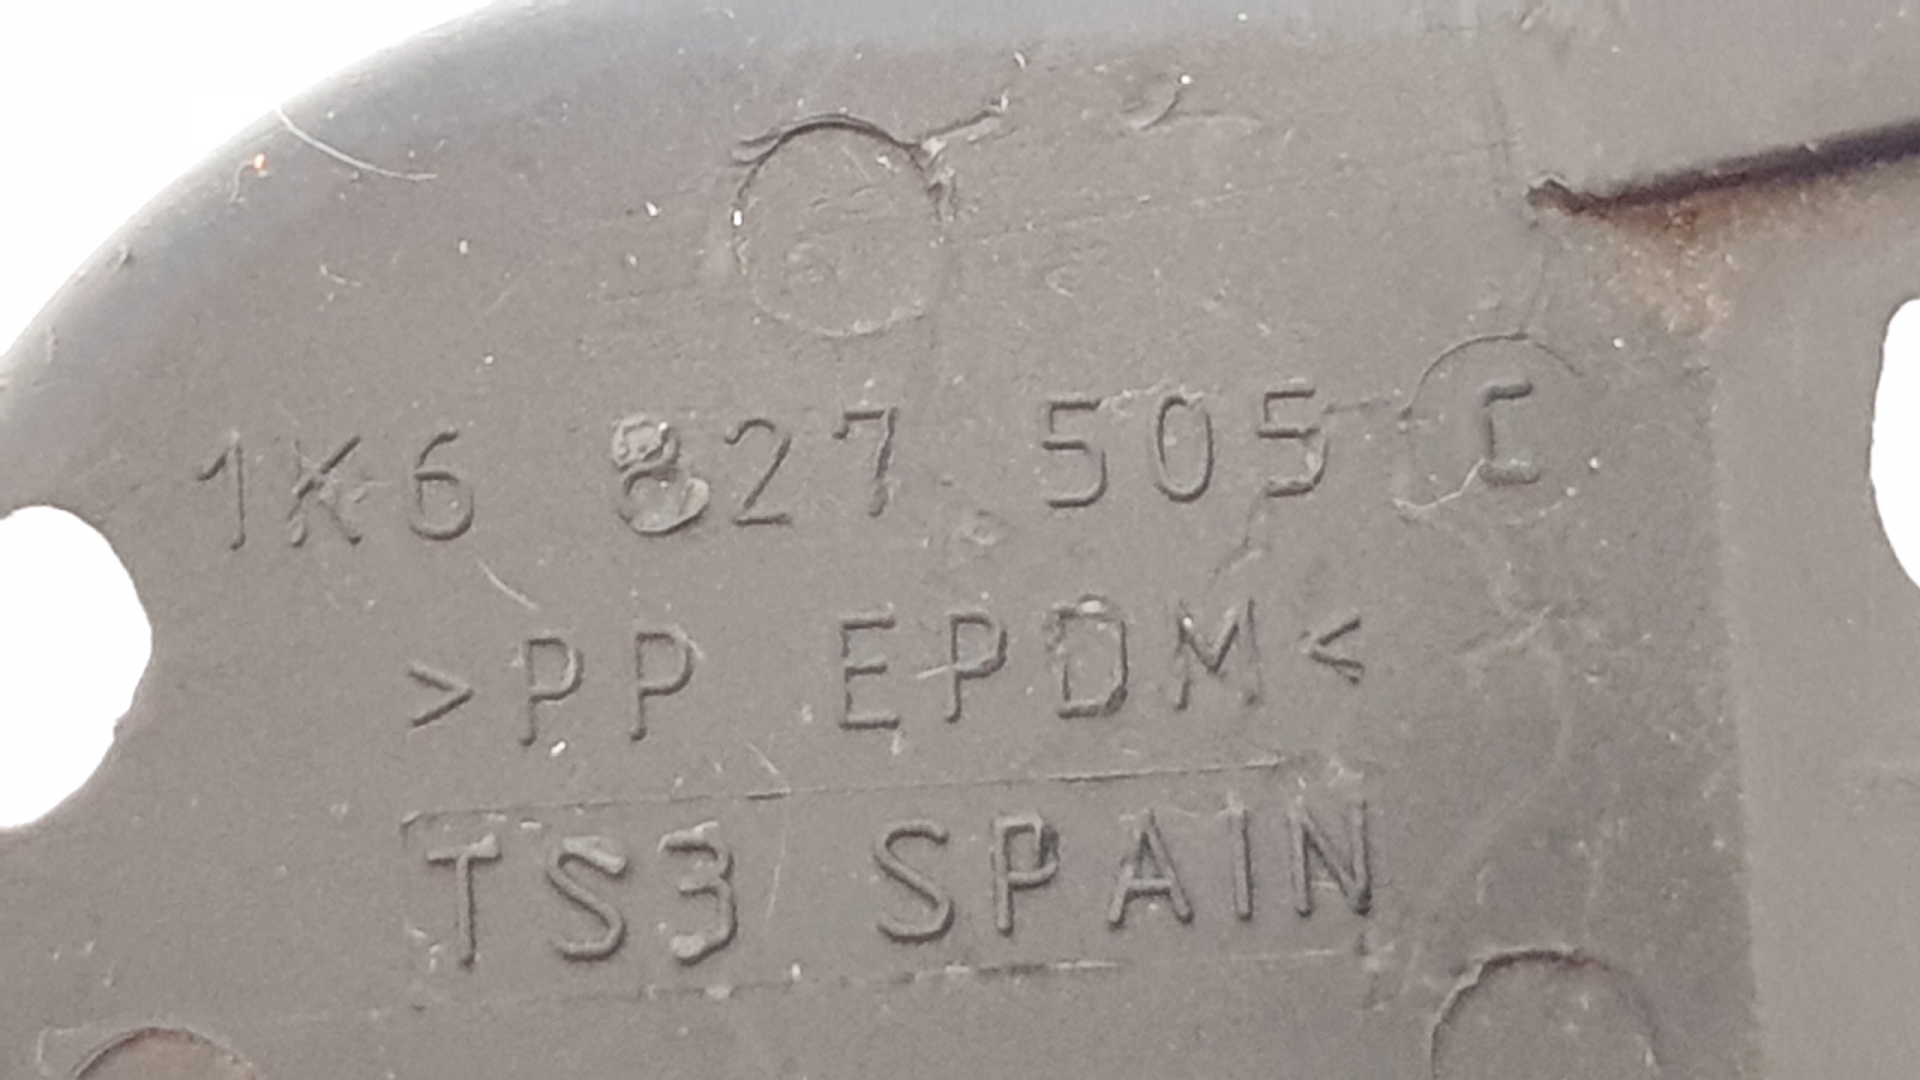 1K6 827 505 C
>PP EPDM<
TS3 SPAIN